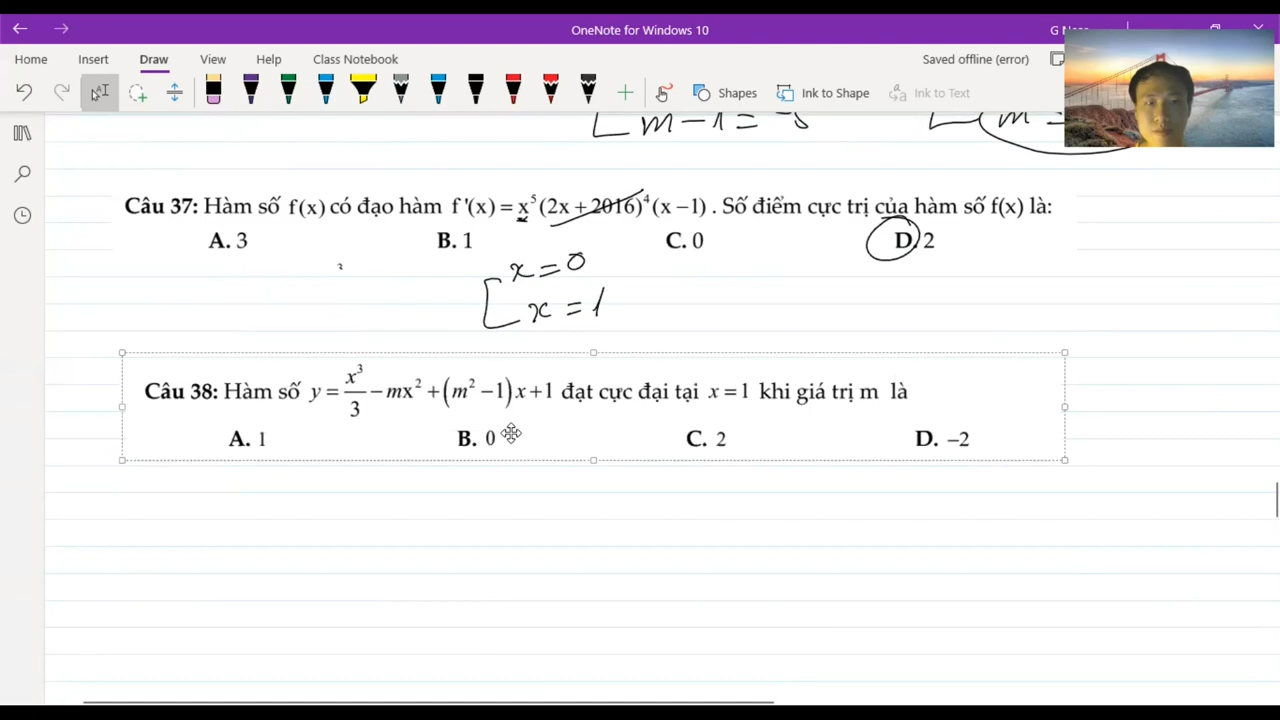 OneNote for Windows 10
Home Insert Draw View Help Class Notebook
Saved offline (error)
Shapes Ink to Shape Ink to Text
m − 1 =
Câu 37: Hàm số f(x) có đạo hàm f'(x) = x⁵(2x + 2016)⁴(x − 1). Số điểm cực trị của hàm số f(x) là:
A. 3 B. 1 C. 0 D. 2
x = 0
x = 1
Câu 38: Hàm số y = x³/3 − mx² + (m² − 1)x + 1 đạt cực đại tại x = 1 khi giá trị m là
A. 1 B. 0 C. 2 D. −2